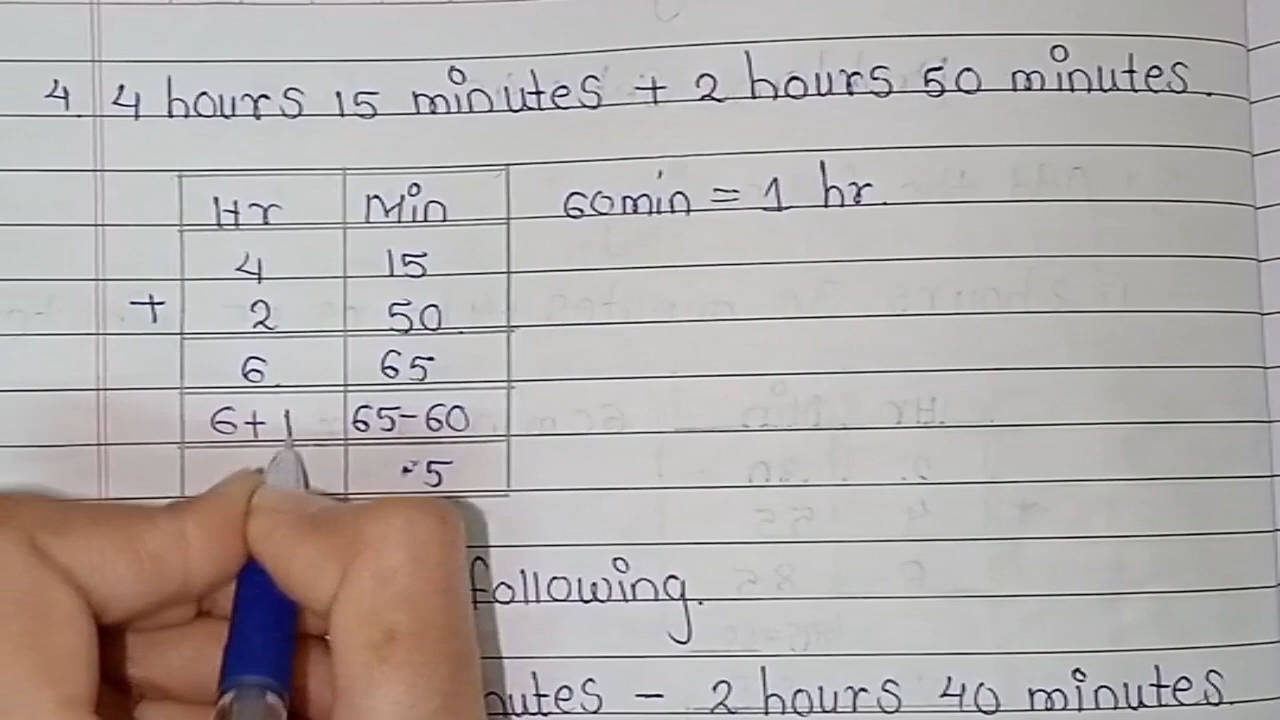 4. 4 hours 15 minutes + 2 hours 50 minutes.
Hr Min 60min = 1 hr.
4 15
+ 2 50
6 65
6+1 65-60
5
following.
nutes - 2 hours 40 minutes.